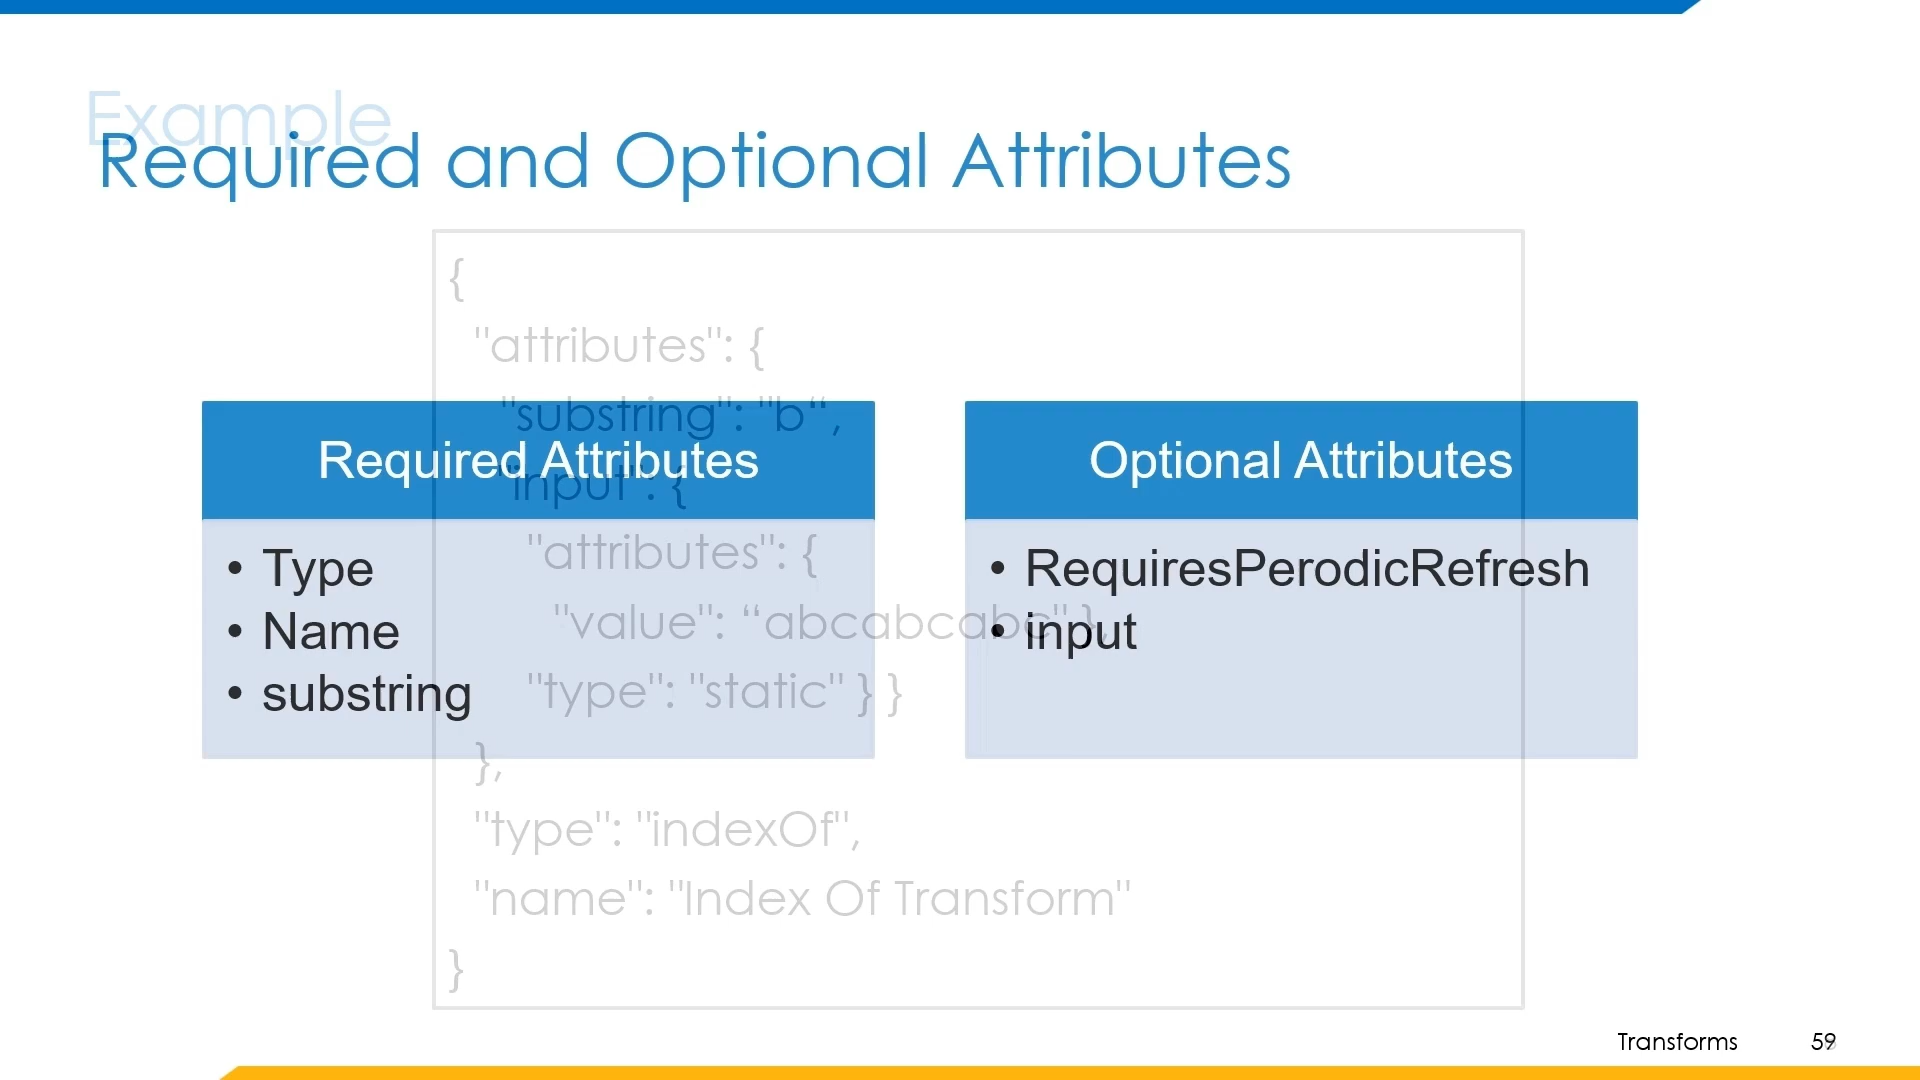 Example
Required and Optional Attributes
{
"attributes": {
"substring": "b“,
"input": {
"attributes": {
"value": “abcabcabc" },
"type": "static" } }
},
"type": "indexOf",
"name": "Index Of Transform"
}
Required Attributes
• Type
• Name
• substring
Optional Attributes
• RequiresPerodicRefresh
• input
Transforms 59